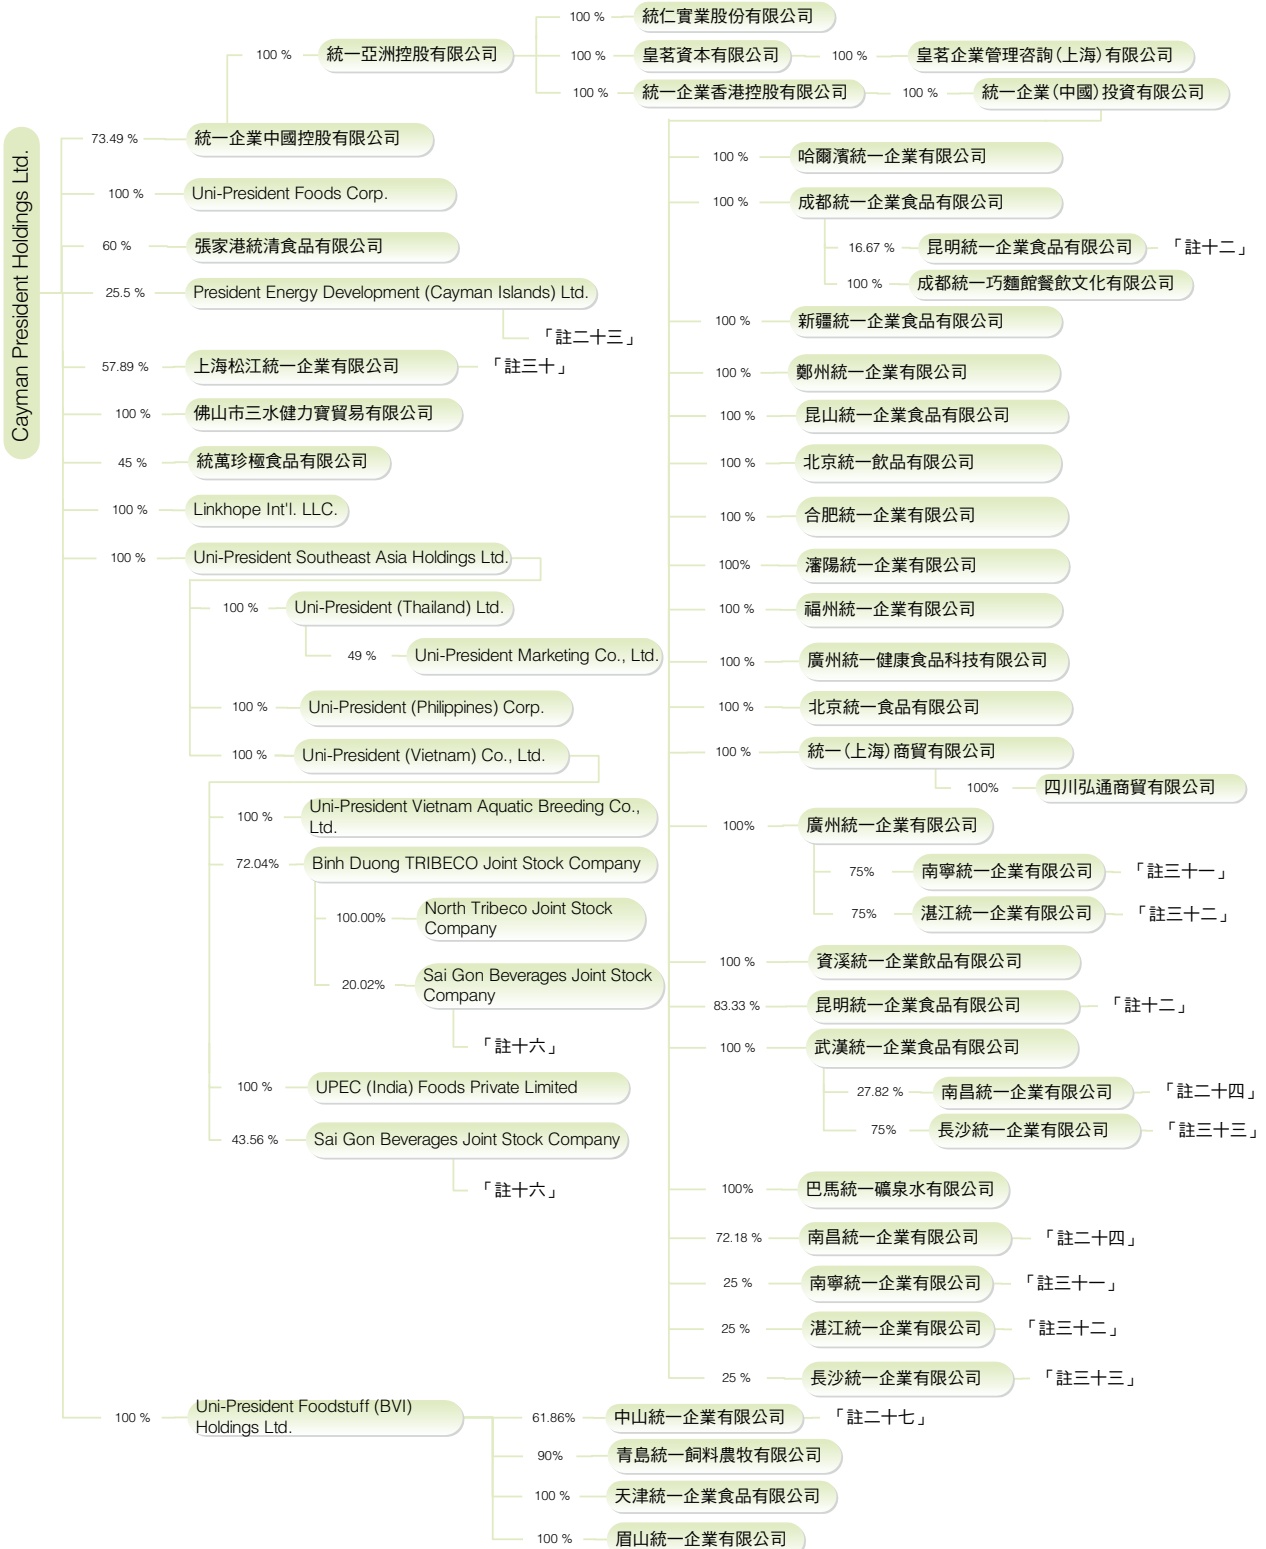 Cayman President Holdings Ltd.
100 %
統仁實業股份有限公司
100 %
統一亞洲控股有限公司
100 %
皇茗資本有限公司
100 %
皇茗企業管理咨詢(上海)有限公司
100 %
統一企業香港控股有限公司
100 %
統一企業(中國)投資有限公司
73.49 %
統一企業中國控股有限公司
100 %
Uni-President Foods Corp.
60 %
張家港統清食品有限公司
25.5 %
President Energy Development (Cayman Islands) Ltd.
「註二十三」
57.89 %
上海松江統一企業有限公司
「註三十」
100 %
佛山市三水健力寶貿易有限公司
45 %
統萬珍極食品有限公司
100 %
Linkhope Int'l. LLC.
100 %
Uni-President Southeast Asia Holdings Ltd.
100 %
Uni-President (Thailand) Ltd.
49 %
Uni-President Marketing Co., Ltd.
100 %
Uni-President (Philippines) Corp.
100 %
Uni-President (Vietnam) Co., Ltd.
100 %
Uni-President Vietnam Aquatic Breeding Co.,
Ltd.
72.04%
Binh Duong TRIBECO Joint Stock Company
100.00%
North Tribeco Joint Stock
Company
20.02%
Sai Gon Beverages Joint Stock
Company
「註十六」
100 %
UPEC (India) Foods Private Limited
43.56 %
Sai Gon Beverages Joint Stock Company
「註十六」
100 %
哈爾濱統一企業有限公司
100 %
成都統一企業食品有限公司
16.67 %
昆明統一企業食品有限公司
「註十二」
100 %
成都統一巧麵館餐飲文化有限公司
100 %
新疆統一企業食品有限公司
100 %
鄭州統一企業有限公司
100 %
昆山統一企業食品有限公司
100 %
北京統一飲品有限公司
100 %
合肥統一企業有限公司
100%
瀋陽統一企業有限公司
100 %
福州統一企業有限公司
100 %
廣州統一健康食品科技有限公司
100 %
北京統一食品有限公司
100 %
統一(上海)商貿有限公司
100%
四川弘通商貿有限公司
100%
廣州統一企業有限公司
75%
南寧統一企業有限公司
「註三十一」
75%
湛江統一企業有限公司
「註三十二」
100 %
資溪統一企業飲品有限公司
83.33 %
昆明統一企業食品有限公司
「註十二」
100 %
武漢統一企業食品有限公司
27.82 %
南昌統一企業有限公司
「註二十四」
75%
長沙統一企業有限公司
「註三十三」
100%
巴馬統一礦泉水有限公司
72.18 %
南昌統一企業有限公司
「註二十四」
25 %
南寧統一企業有限公司
「註三十一」
25 %
湛江統一企業有限公司
「註三十二」
25 %
長沙統一企業有限公司
「註三十三」
100 %
Uni-President Foodstuff (BVI)
Holdings Ltd.
61.86%
中山統一企業有限公司
「註二十七」
90%
青島統一飼料農牧有限公司
100 %
天津統一企業食品有限公司
100 %
眉山統一企業有限公司